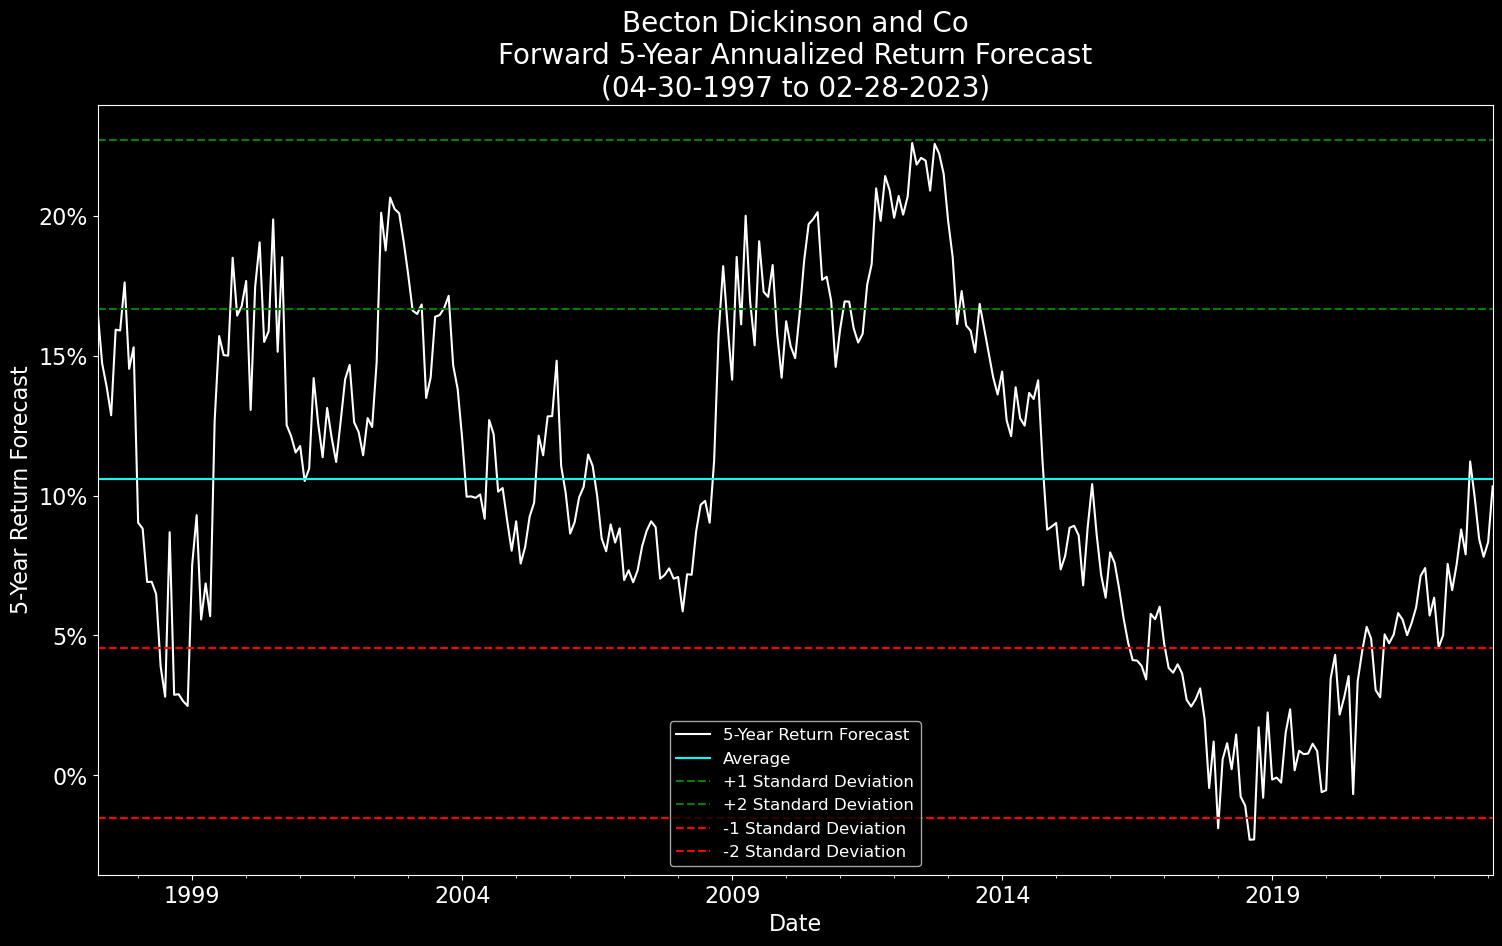 Becton Dickinson and Co
Forward 5-Year Annualized Return Forecast
(04-30-1997 to 02-28-2023)
5-Year Return Forecast
20%
15%
10%
5%
0%
5-Year Return Forecast
Average
+1 Standard Deviation
+2 Standard Deviation
-1 Standard Deviation
-2 Standard Deviation
1999
2004
2009
2014
2019
Date